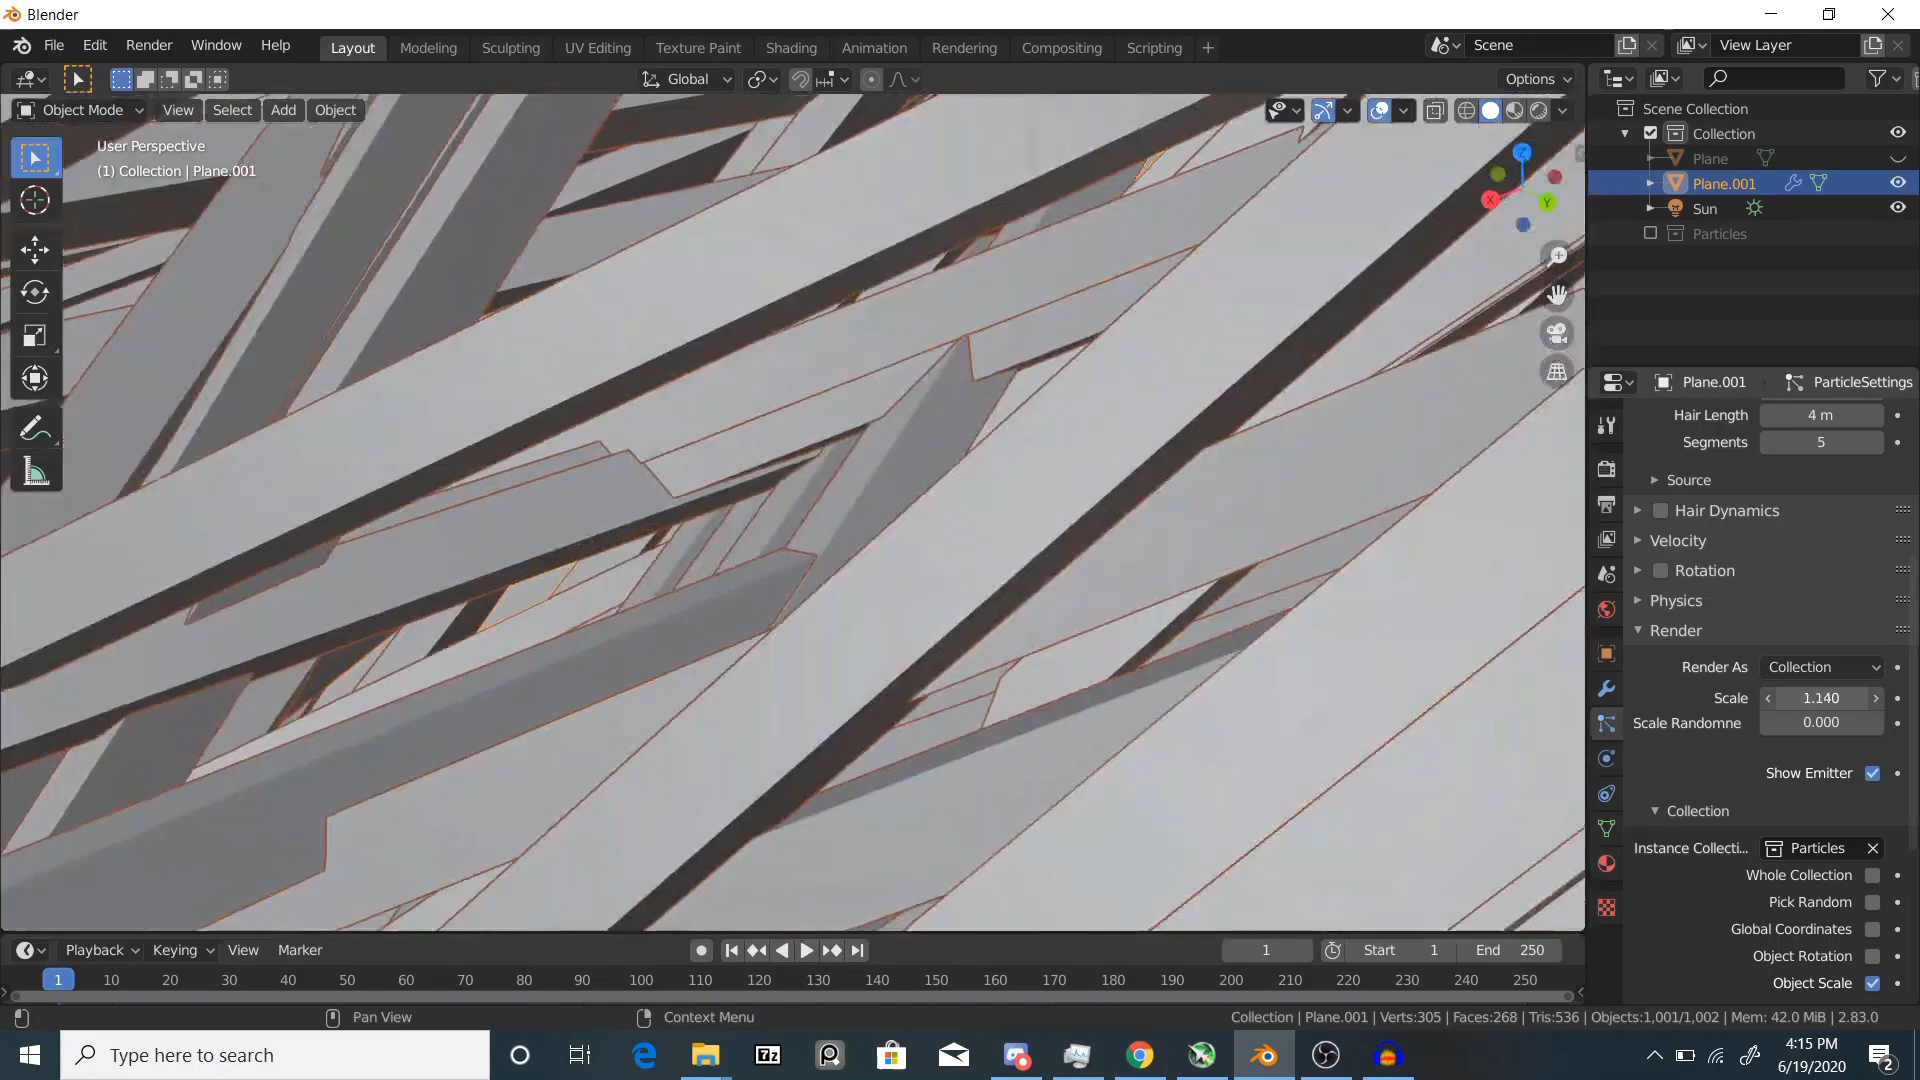 Blender
File Edit Render Window Help Layout Modeling Sculpting UV Editing Texture Paint Shading Animation Rendering Compositing Scripting + Scene View Layer
Global Options
Object Mode View Select Add Object
User Perspective
(1) Collection | Plane.001
Z
X
Y
Scene Collection
Collection
Plane
Plane.001
Sun
Particles
Plane.001 ParticleSettings
Hair Length 4 m
Segments 5
Source
Hair Dynamics
Velocity
Rotation
Physics
Render
Render As Collection
Scale 1.140
Scale Randomne 0.000
Show Emitter
Collection
Instance Collecti... Particles
Whole Collection
Pick Random
Global Coordinates
Object Rotation
Object Scale
Playback Keying View Marker 1 Start 1 End 250
1 10 20 30 40 50 60 70 80 90 100 110 120 130 140 150 160 170 180 190 200 210 220 230 240 250
Pan View Context Menu Collection | Plane.001 | Verts:305 | Faces:268 | Tris:536 | Objects:1,001/1,002 | Mem: 42.0 MiB | 2.83.0
Type here to search
7z
4:15 PM
6/19/2020
2